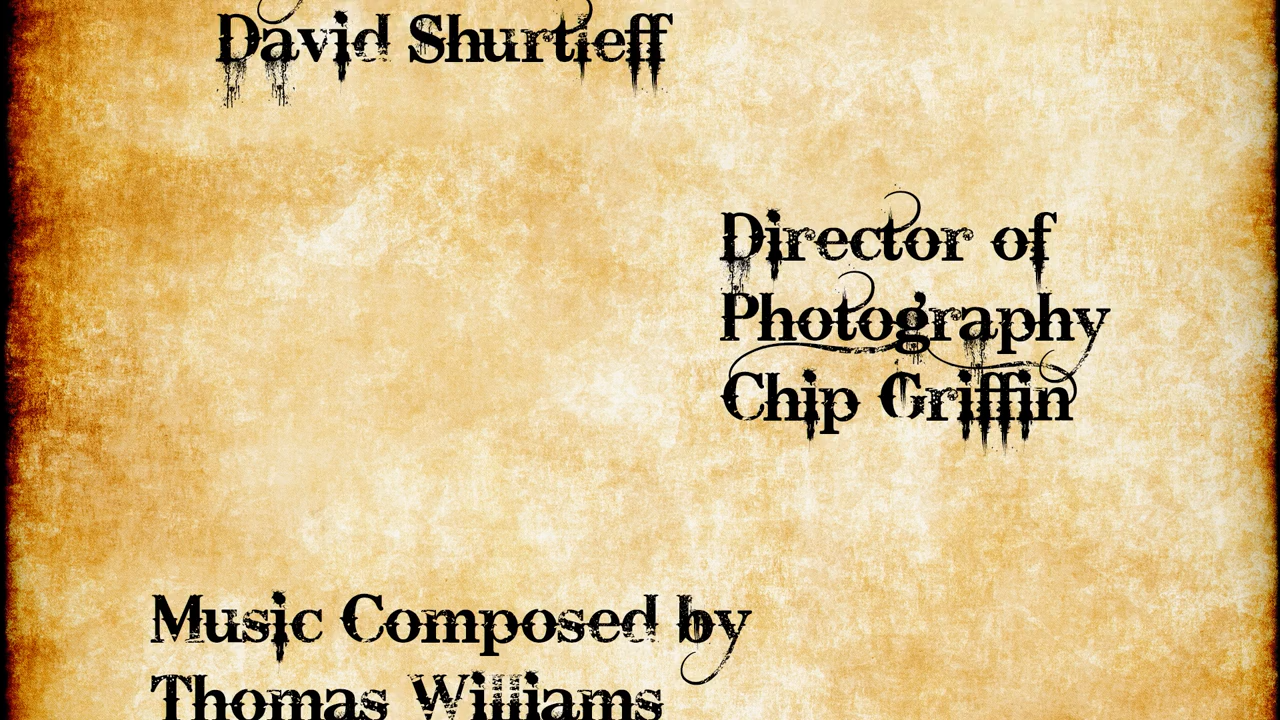 David Shurtleff
Director of
Photography
Chip Griffin
Music Composed by
Thomas Williams